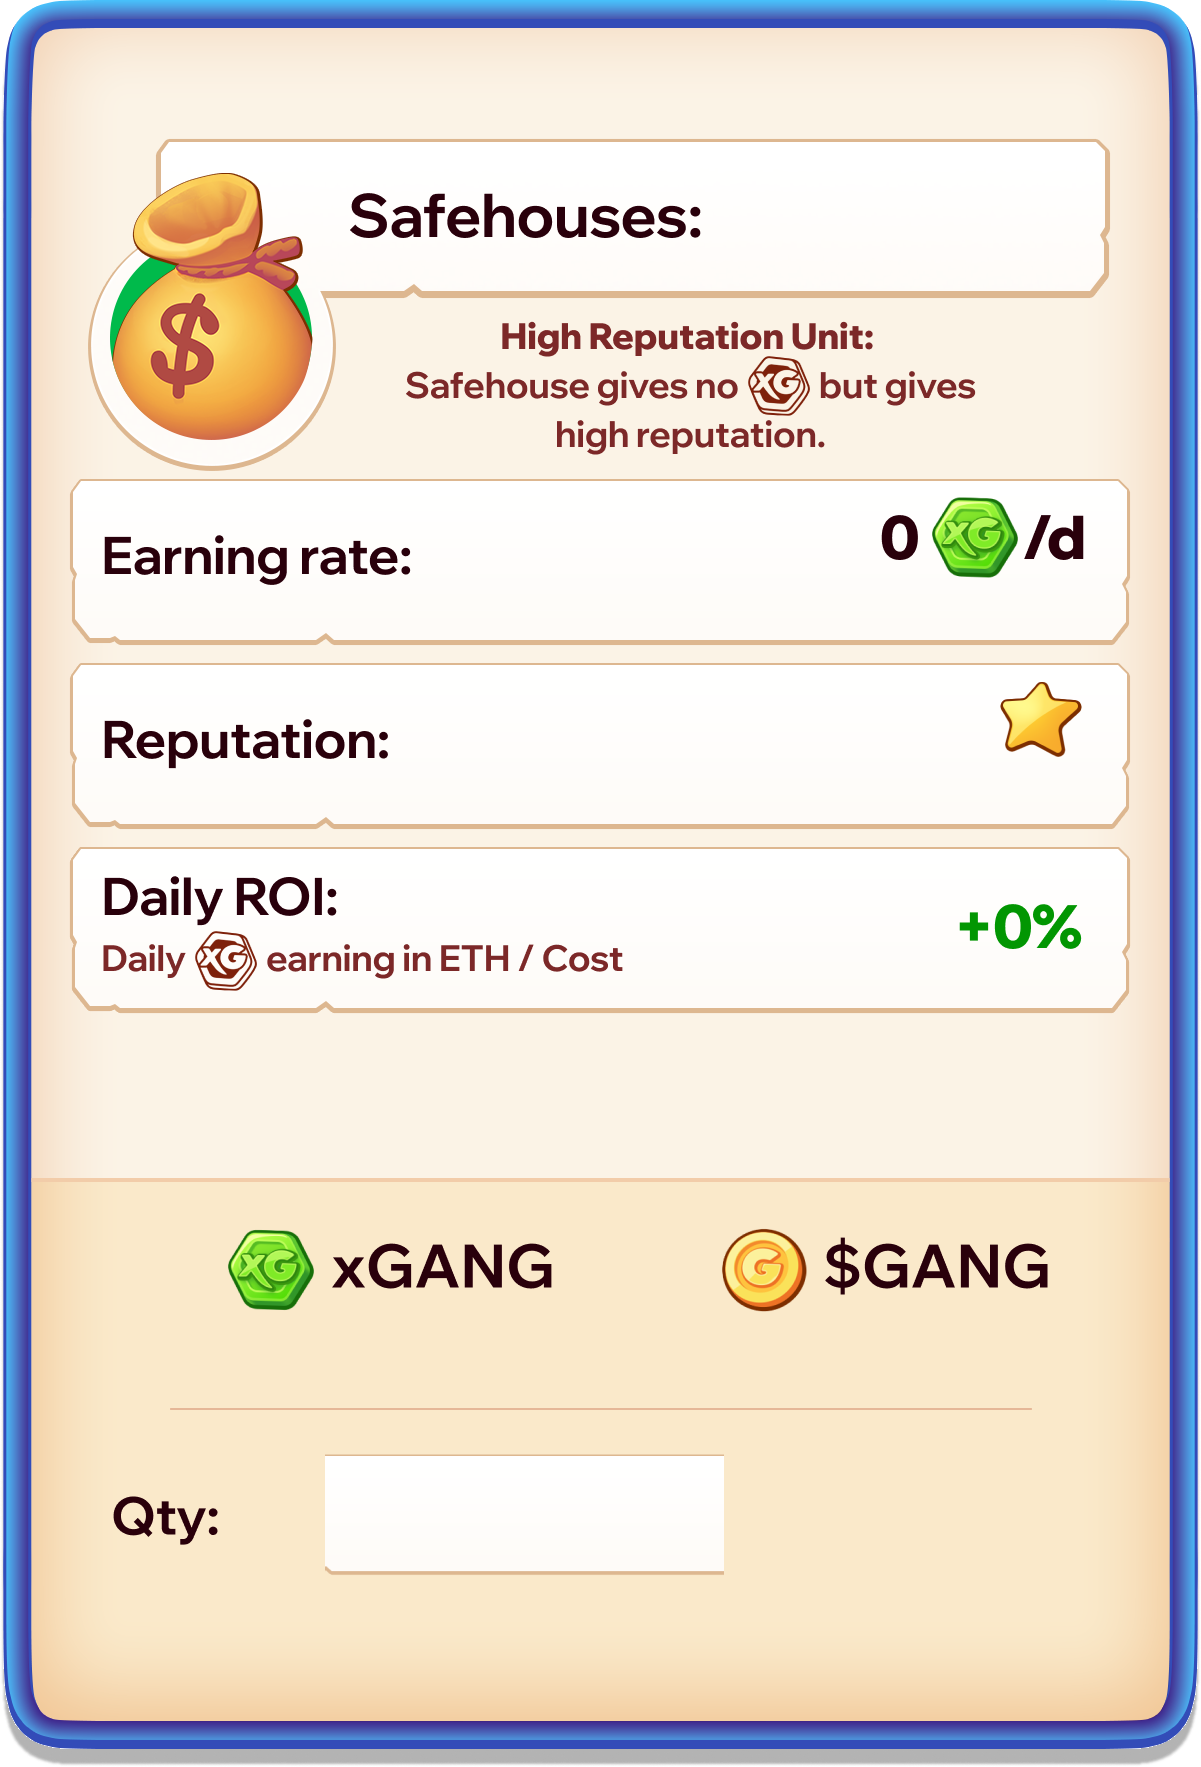 Safehouses:
$
High Reputation Unit:
Safehouse gives no XG but gives
high reputation.
Earning rate:
0 XG /d
Reputation:
Daily ROI:
Daily XG earning in ETH / Cost
+0%
XG xGANG
G $GANG
Qty: